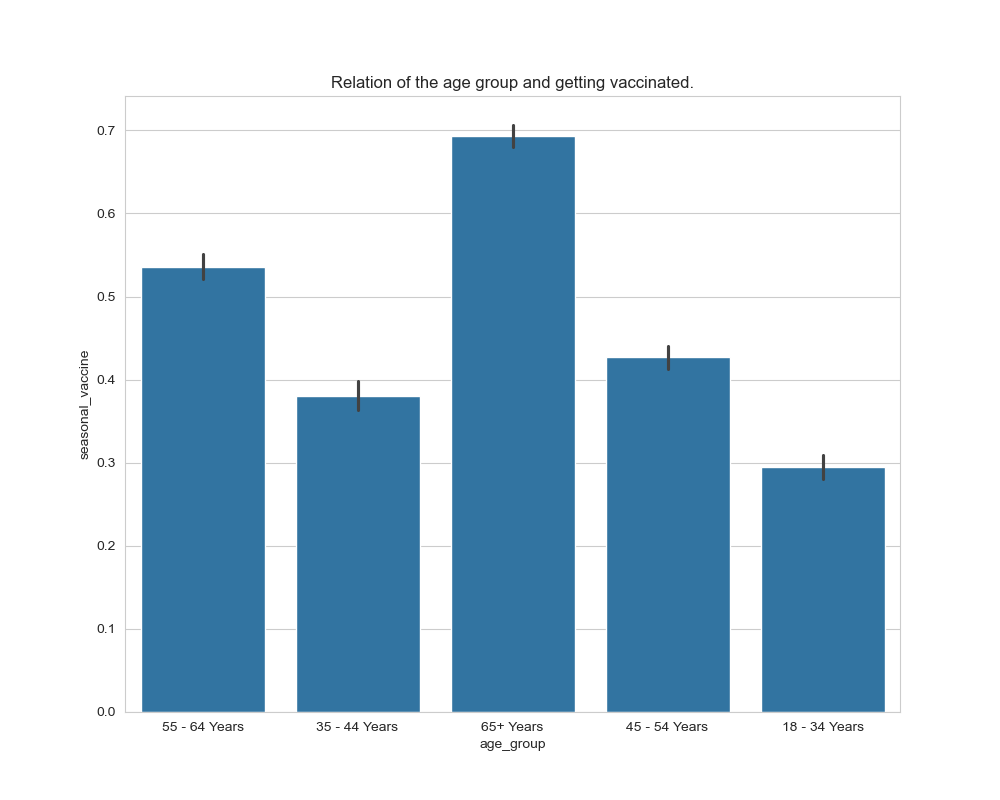 Relation of the age group and getting vaccinated.
0.7
0.6
0.5
0.4
0.3
0.2
0.1
0.0
seasonal_vaccine
55 - 64 Years
35 - 44 Years
65+ Years
45 - 54 Years
18 - 34 Years
age_group